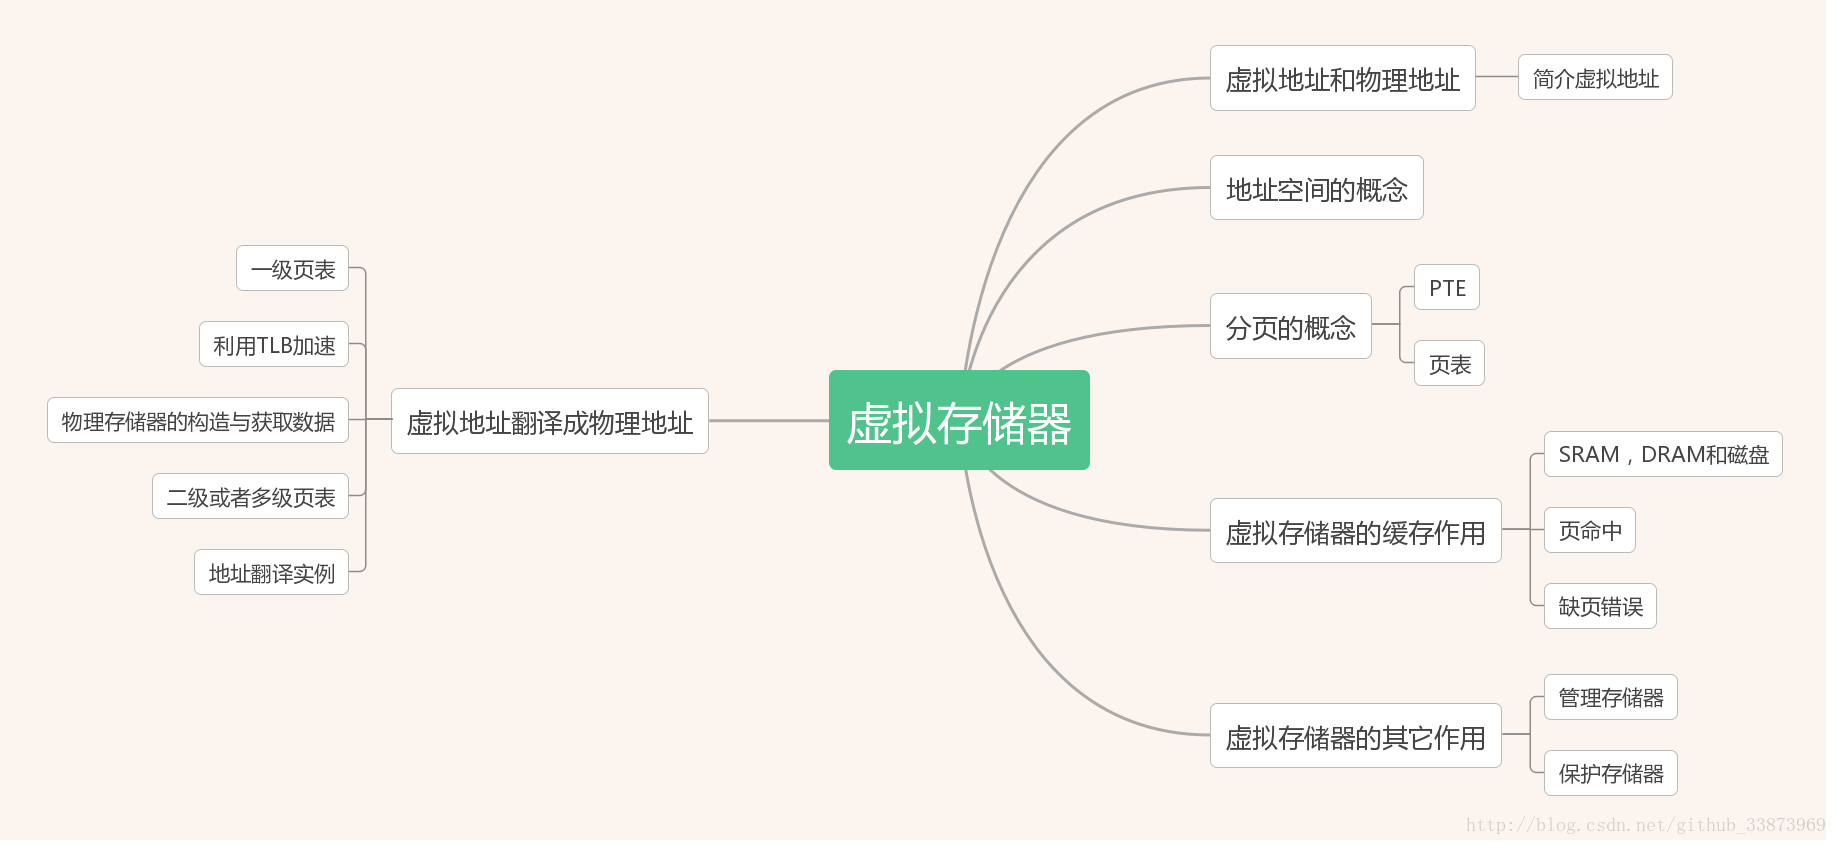 虚拟存储器
虚拟地址和物理地址
简介虚拟地址
地址空间的概念
分页的概念
PTE
页表
虚拟存储器的缓存作用
SRAM，DRAM和磁盘
页命中
缺页错误
虚拟存储器的其它作用
管理存储器
保护存储器
虚拟地址翻译成物理地址
一级页表
利用TLB加速
物理存储器的构造与获取数据
二级或者多级页表
地址翻译实例
http://blog.csdn.net/github_33873969